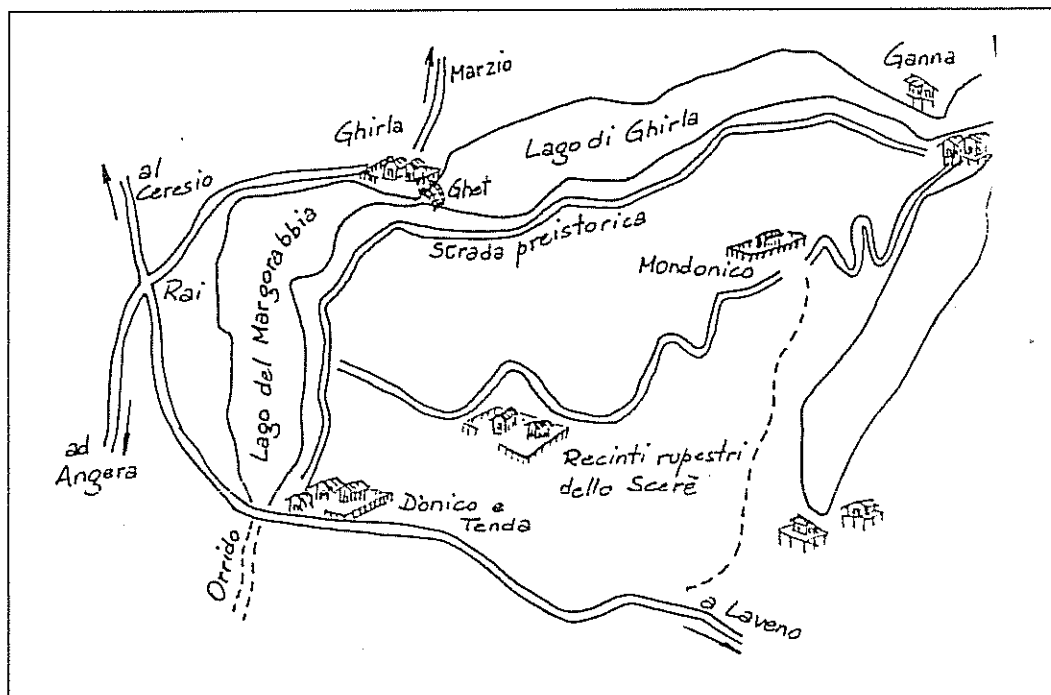 Ganna
Marzio
Ghirla
Lago di Ghirla
al
Ceresio
Ghet
Strada preistorica
Mondonico
Rai
Lago del Margorabbia
ad
Angera
Recinti rupestri
dello Scerè
Dònico e
Tenda
Orrido
a Laveno